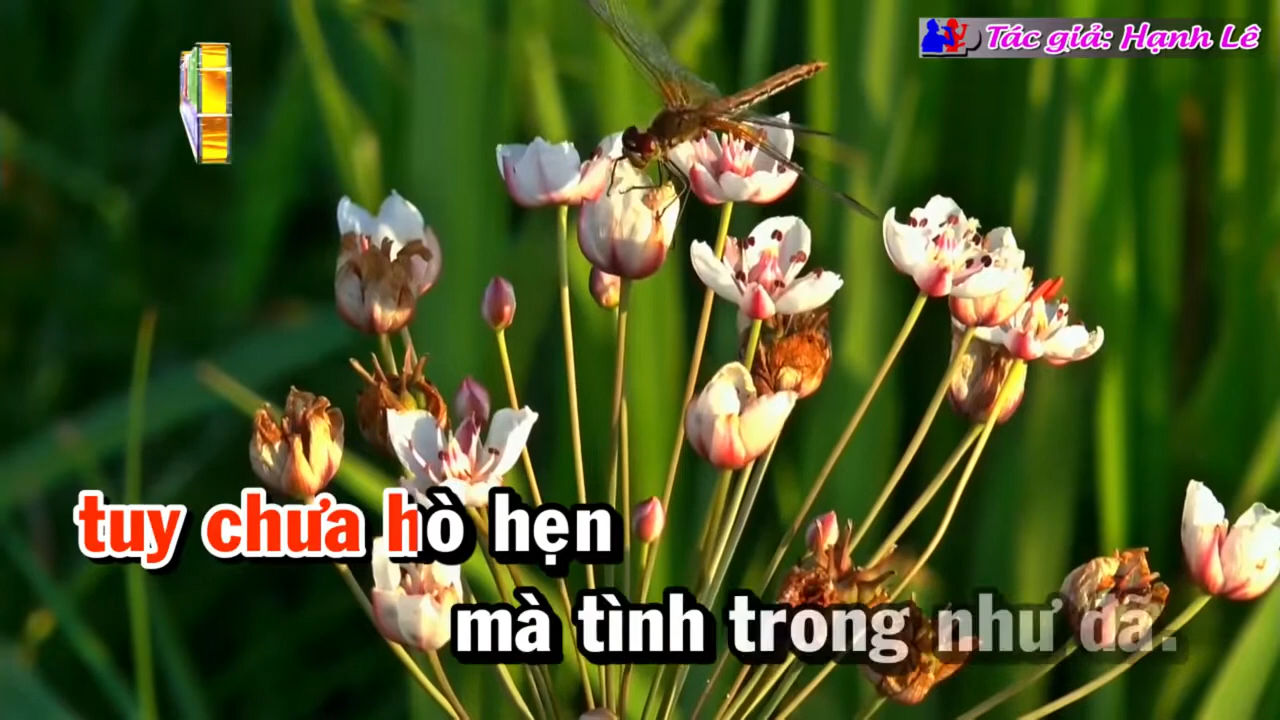 Tác giả: Hạnh Lê
tuy chưa hò hẹn
mà tình trong như đã.